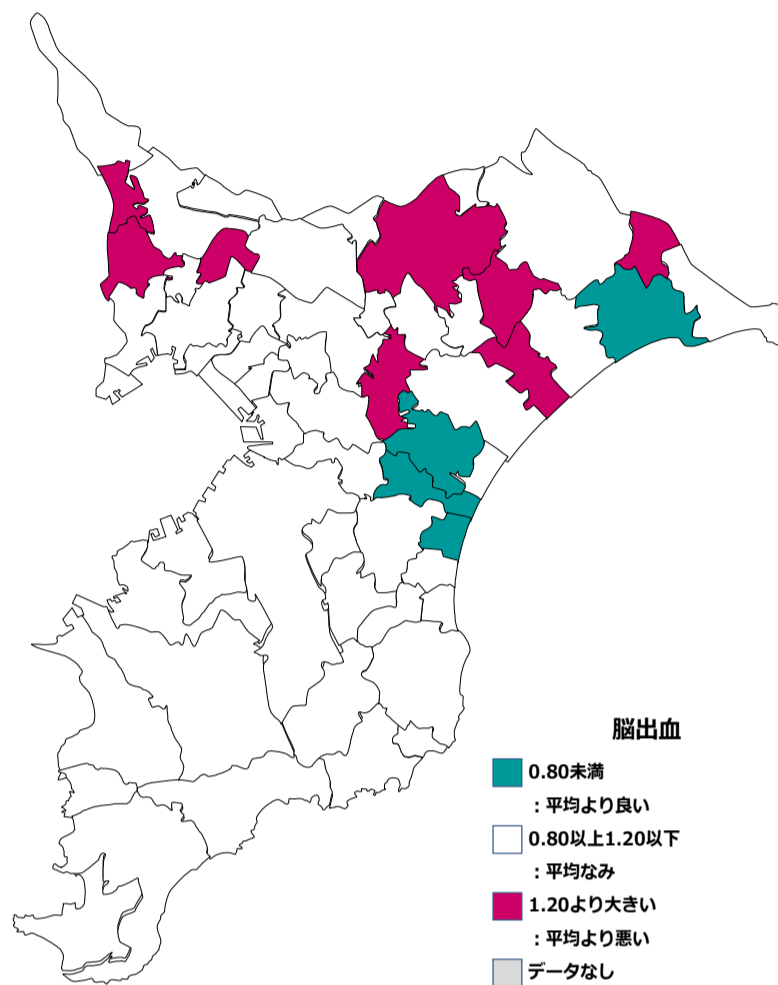 脳出血
0.80未満
：平均より良い
0.80以上1.20以下
：平均なみ
1.20より大きい
：平均より悪い
データなし